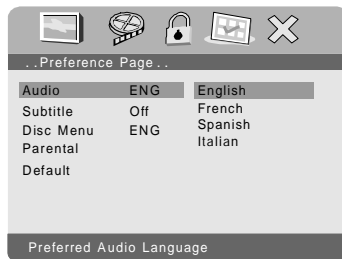 ..Preference Page..
Audio ENG English
Subtitle Off French
Disc Menu ENG Spanish
Parental Italian
Default
Preferred Audio Language